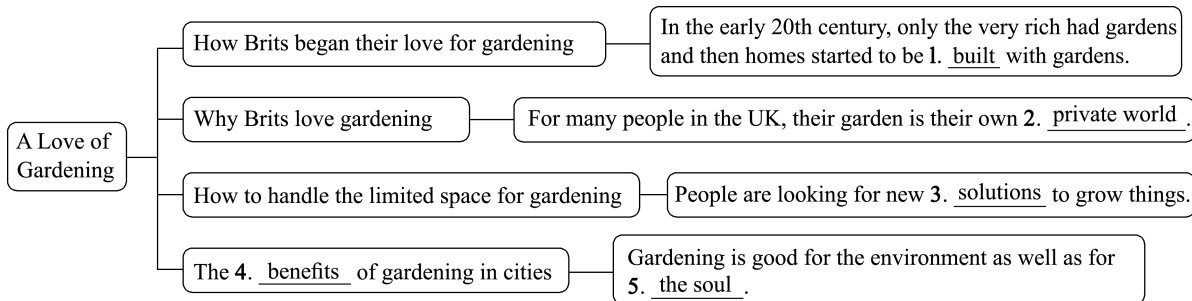 A Love of
Gardening
How Brits began their love for gardening
In the early 20th century, only the very rich had gardens
and then homes started to be 1. built with gardens.
Why Brits love gardening
For many people in the UK, their garden is their own 2. private world .
How to handle the limited space for gardening
People are looking for new 3. solutions to grow things.
The 4. benefits of gardening in cities
Gardening is good for the environment as well as for
5. the soul .